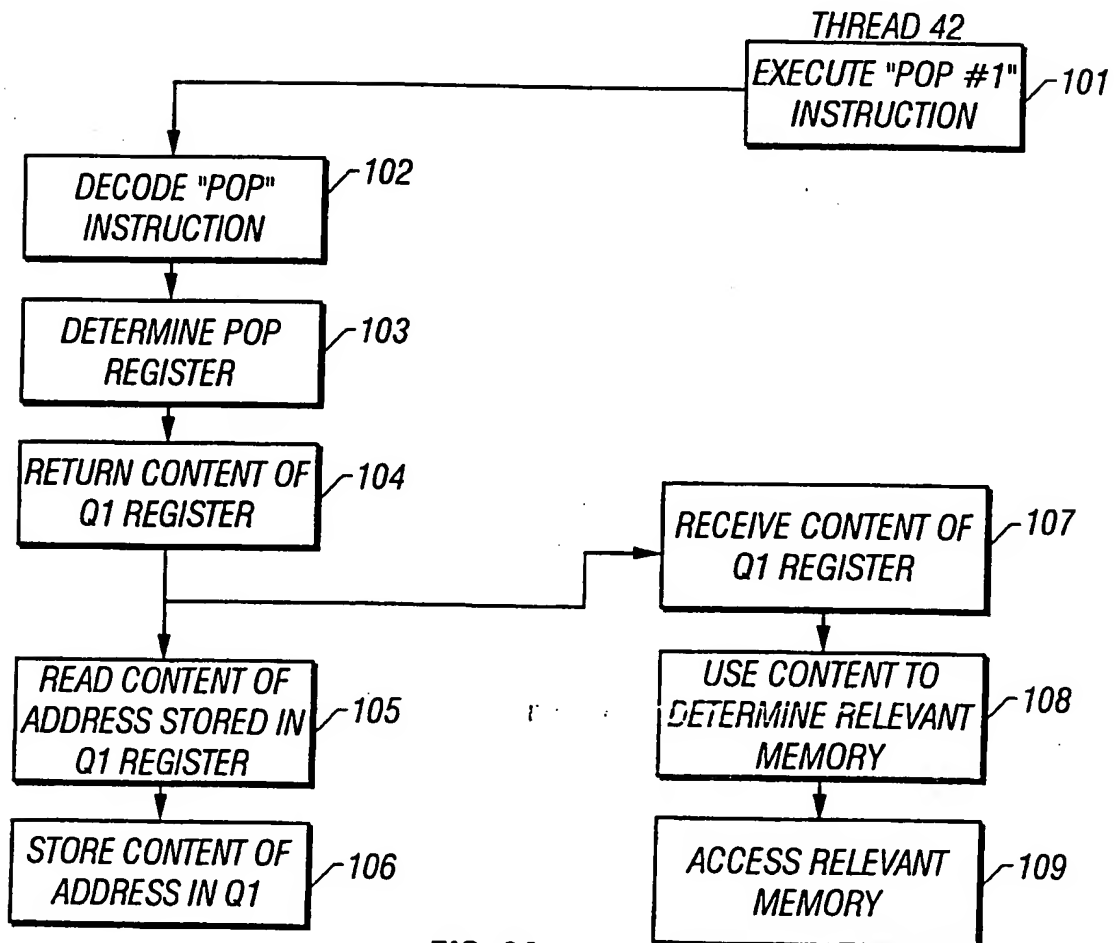 THREAD 42
EXECUTE "POP #1"
INSTRUCTION
101
DECODE "POP"
INSTRUCTION
102
DETERMINE POP
REGISTER
103
RETURN CONTENT OF
Q1 REGISTER
104
RECEIVE CONTENT OF
Q1 REGISTER
107
READ CONTENT OF
ADDRESS STORED IN
Q1 REGISTER
105
USE CONTENT TO
DETERMINE RELEVANT
MEMORY
108
STORE CONTENT OF
ADDRESS IN Q1
106
ACCESS RELEVANT
MEMORY
109